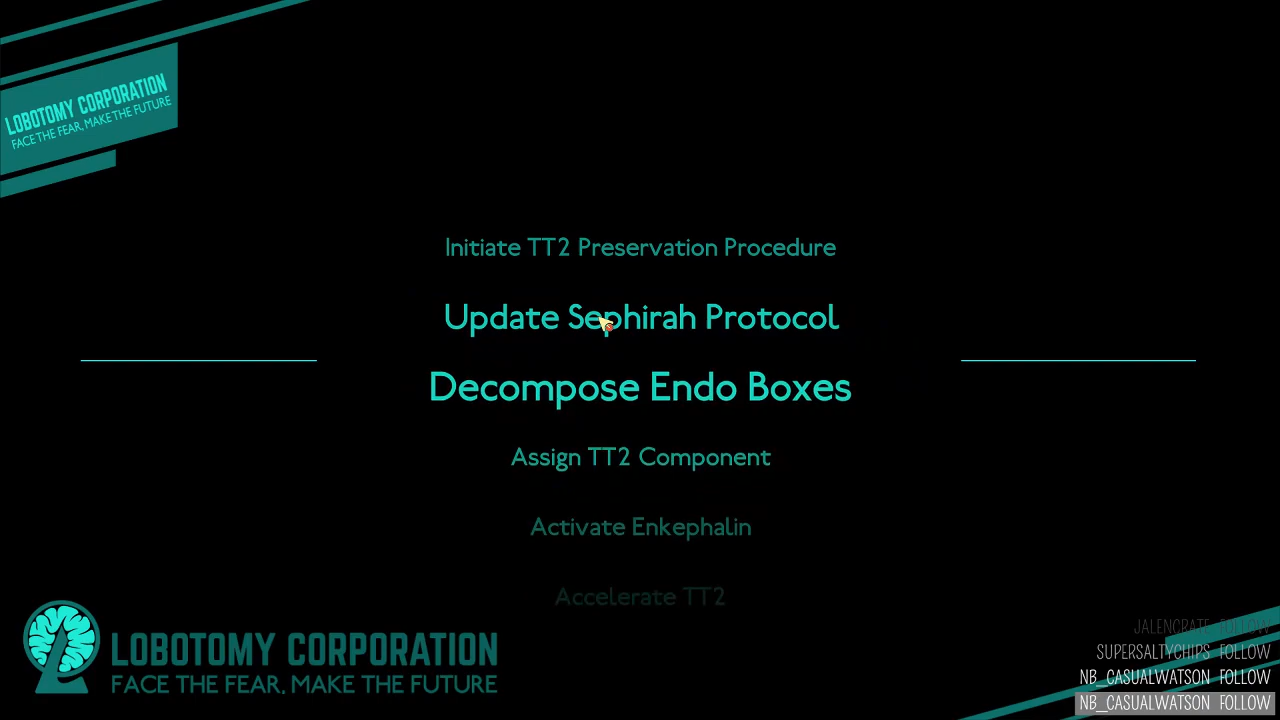 LOBOTOMY CORPORATION
FACE THE FEAR, MAKE THE FUTURE
Initiate TT2 Preservation Procedure
Update Sephirah Protocol
Decompose Endo Boxes
Assign TT2 Component
Activate Enkephalin
Accelerate TT2
LOBOTOMY CORPORATION
FACE THE FEAR, MAKE THE FUTURE
JALENCRATE FOLLOW
SUPERSALTYCHIPS FOLLOW
NB_CASUALWATSON FOLLOW
NB_CASUALWATSON FOLLOW